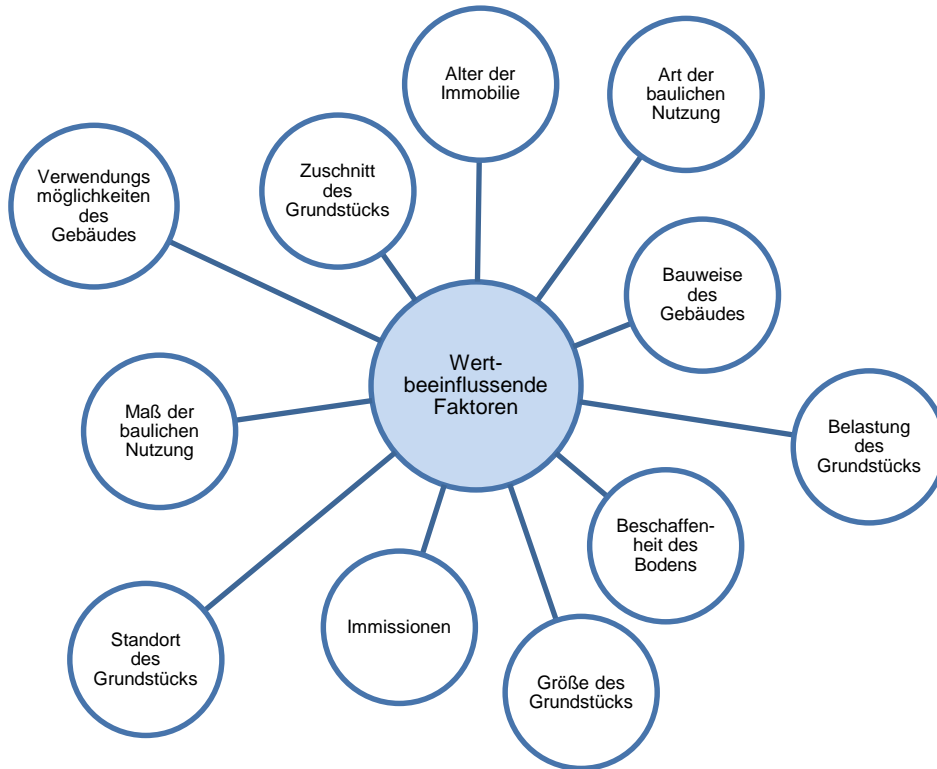 Alter der
Immobilie
Art der
baulichen
Nutzung
Zuschnitt
des
Grundstücks
Verwendungs
möglichkeiten
des
Gebäudes
Bauweise
des
Gebäudes
Wert-
beeinflussende
Faktoren
Maß der
baulichen
Nutzung
Belastung
des
Grundstücks
Beschaffen-
heit des
Bodens
Immissionen
Standort
des
Grundstücks
Größe des
Grundstücks